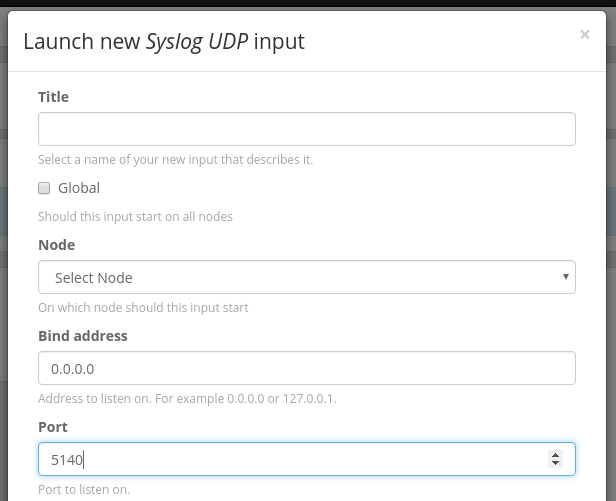 Launch new Syslog UDP input
×
Title
Select a name of your new input that describes it.
Global
Should this input start on all nodes
Node
Select Node
On which node should this input start
Bind address
0.0.0.0
Address to listen on. For example 0.0.0.0 or 127.0.0.1.
Port
5140
Port to listen on.